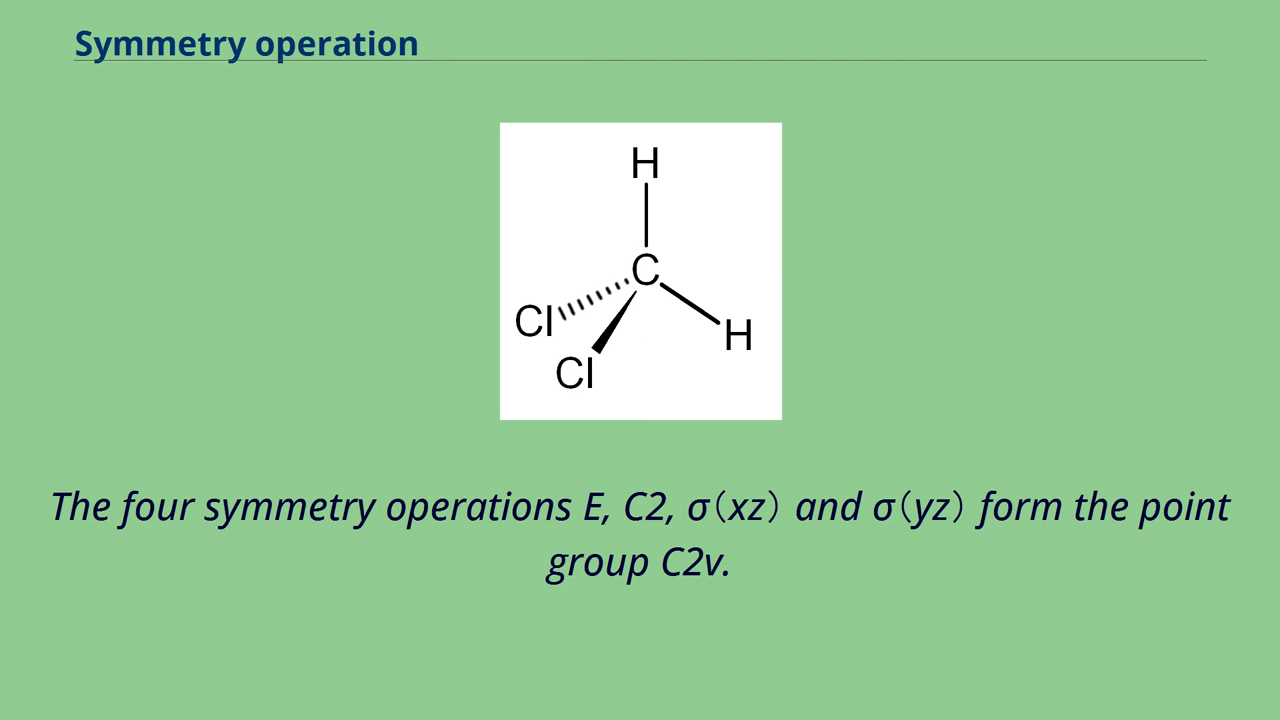 Symmetry operation
H
C
Cl
H
Cl
The four symmetry operations E, C2, σ(xz) and σ(yz) form the point
group C2v.